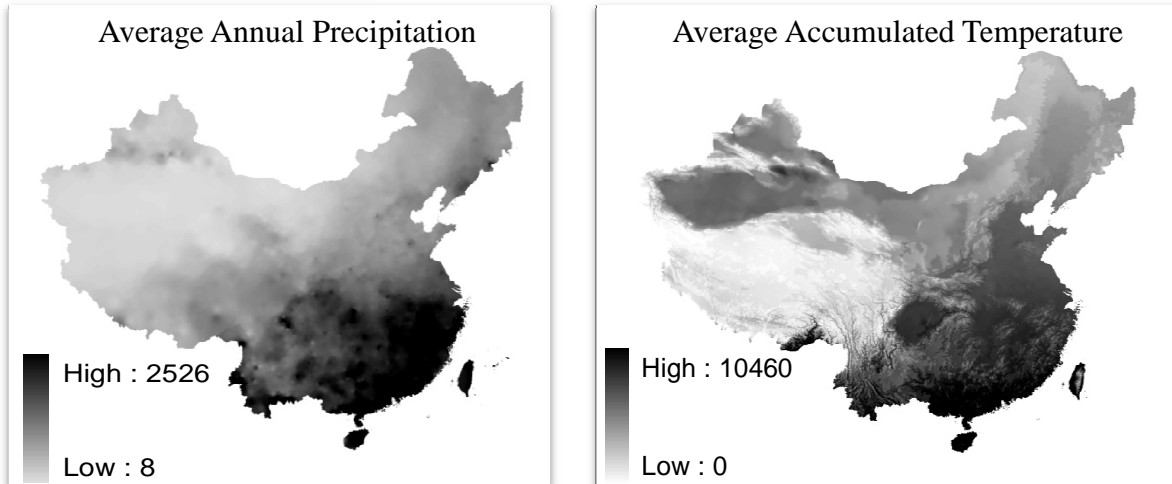 Average Annual Precipitation
High : 2526
Low : 8
Average Accumulated Temperature
High : 10460
Low : 0